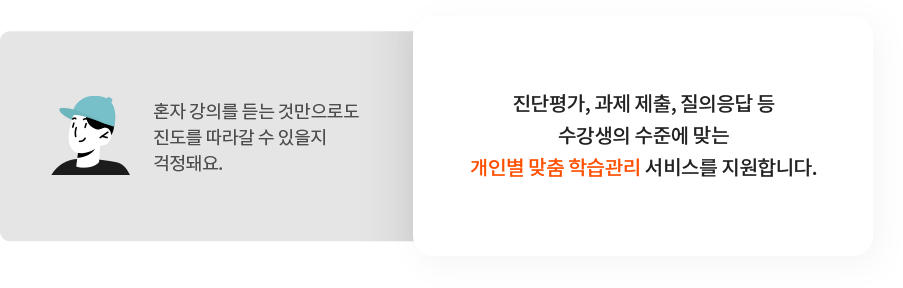 혼자 강의를 듣는 것만으로도
진도를 따라갈 수 있을지
걱정돼요.
진단평가, 과제 제출, 질의응답 등
수강생의 수준에 맞는
개인별 맞춤 학습관리 서비스를 지원합니다.